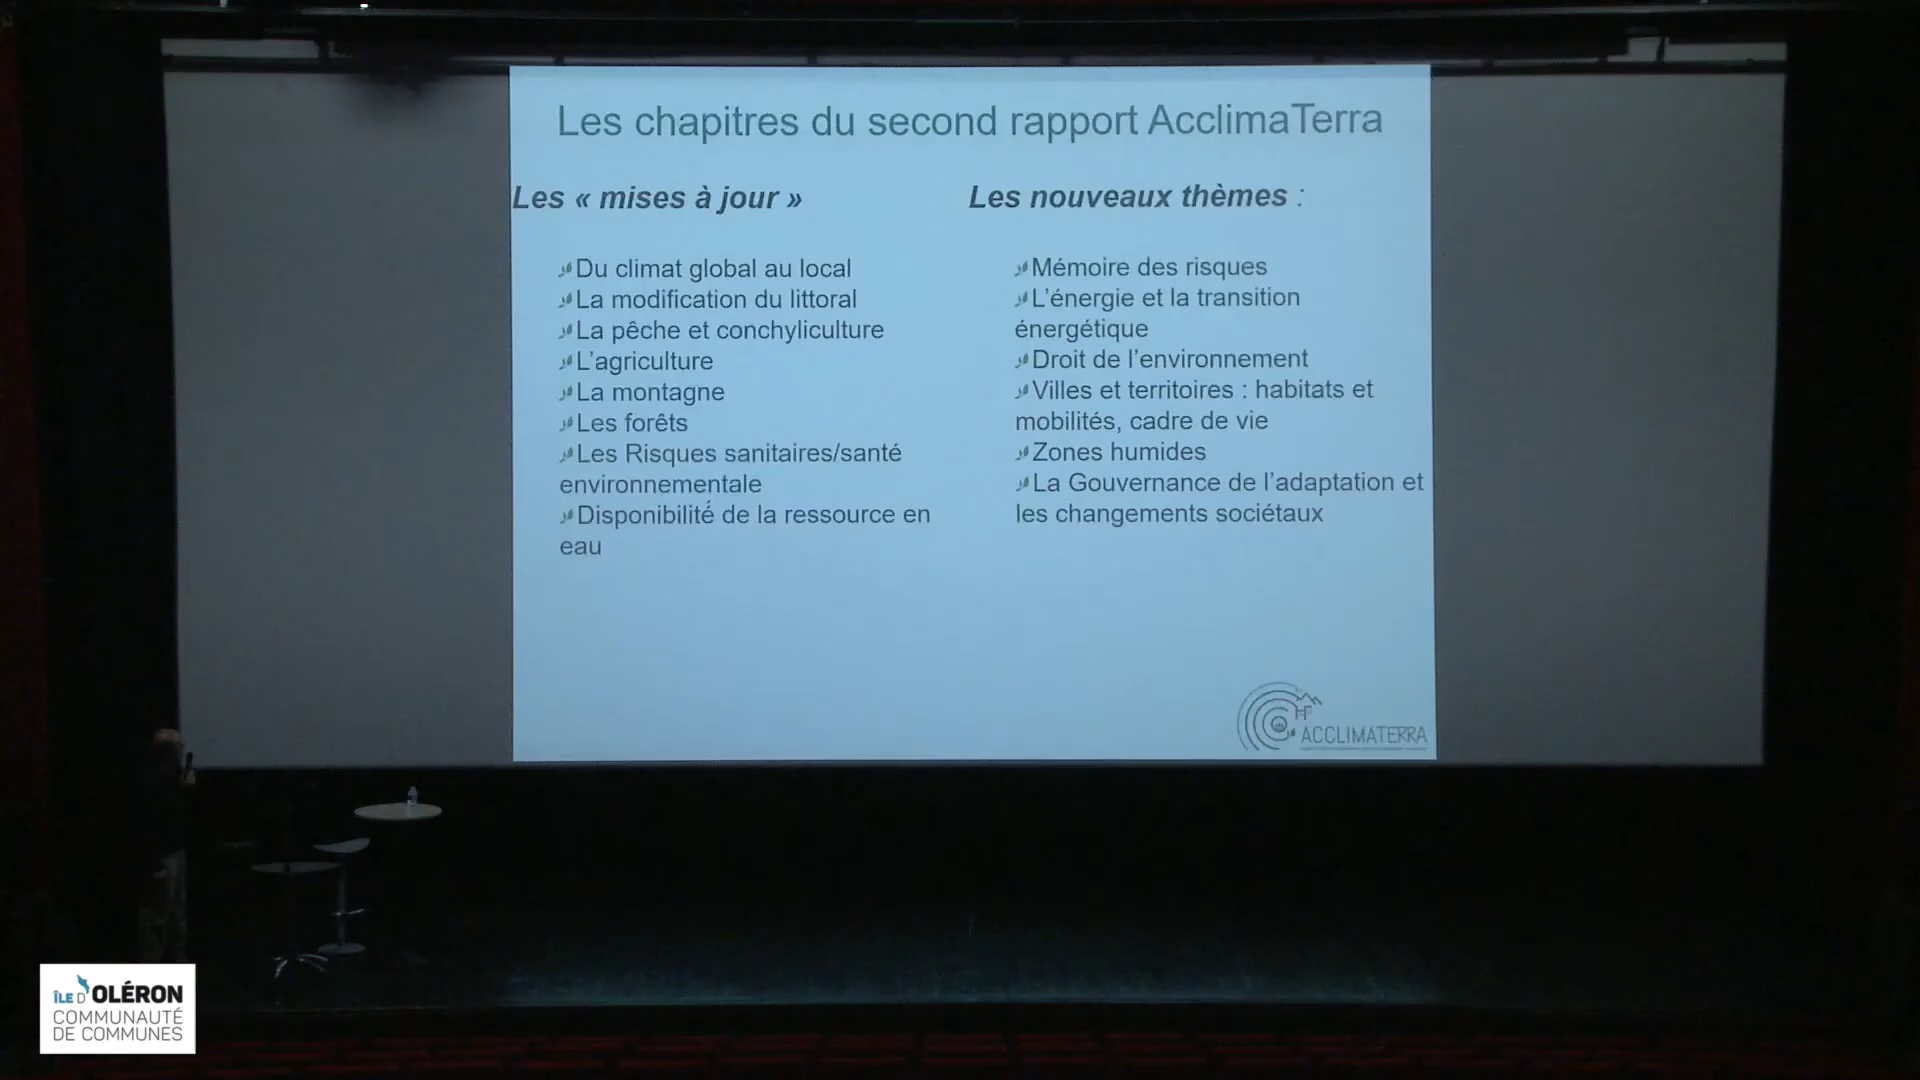 Les chapitres du second rapport AcclimaTerra
Les « mises à jour »
Du climat global au local
La modification du littoral
La pêche et conchyliculture
L'agriculture
La montagne
Les forêts
Les Risques sanitaires/santé
environnementale
Disponibilité de la ressource en
eau
Les nouveaux thèmes :
Mémoire des risques
L'énergie et la transition
énergétique
Droit de l'environnement
Villes et territoires : habitats et
mobilités, cadre de vie
Zones humides
La Gouvernance de l'adaptation et
les changements sociétaux
ACCLIMATERRA
ÎLE D'OLÉRON
COMMUNAUTÉ
DE COMMUNES